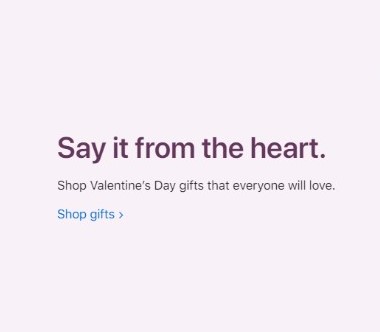 Say it from the heart.
Shop Valentine's Day gifts that everyone will love.
Shop gifts >